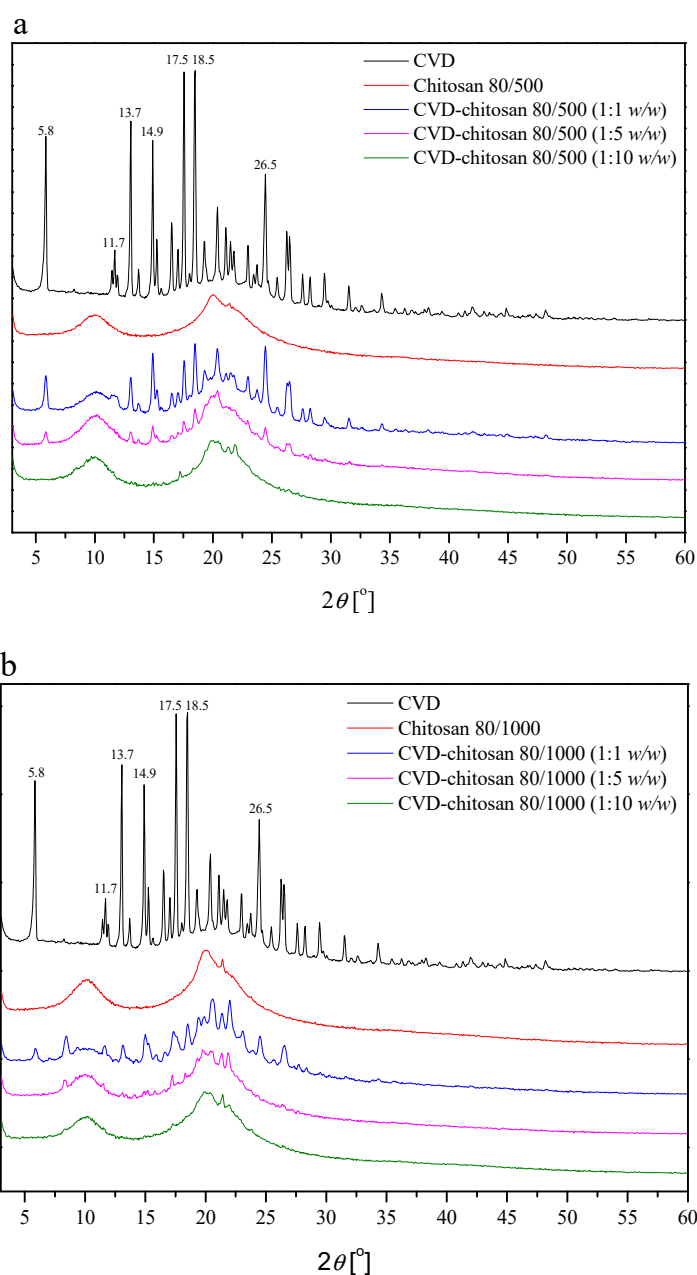 a
17.5 18.5
5.8
13.7
14.9
11.7
26.5
CVD
Chitosan 80/500
CVD-chitosan 80/500 (1:1 w/w)
CVD-chitosan 80/500 (1:5 w/w)
CVD-chitosan 80/500 (1:10 w/w)
5 10 15 20 25 30 35 40 45 50 55 60
2θ[°]
b
17.5 18.5
5.8
13.7
14.9
11.7
26.5
CVD
Chitosan 80/1000
CVD-chitosan 80/1000 (1:1 w/w)
CVD-chitosan 80/1000 (1:5 w/w)
CVD-chitosan 80/1000 (1:10 w/w)
5 10 15 20 25 30 35 40 45 50 55 60
2θ[°]